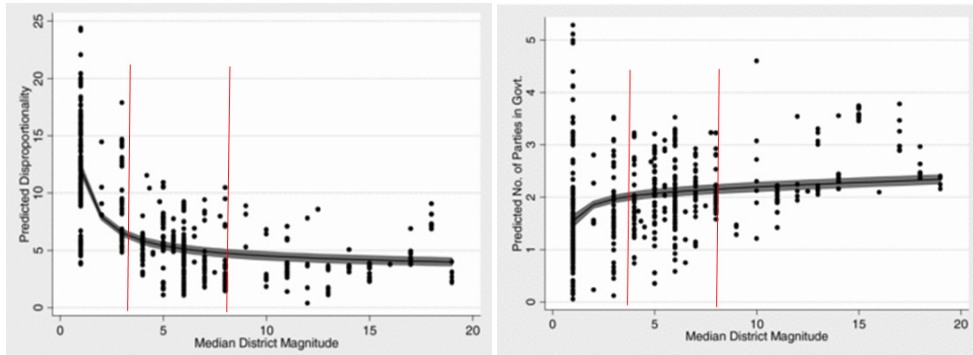 25
20
15
10
5
0
Predicted Disproportionality
0 5 10 15 20
Median District Magnitude
5
4
3
2
1
0
Predicted No. of Parties in Govt.
0 5 10 15 20
Median District Magnitude